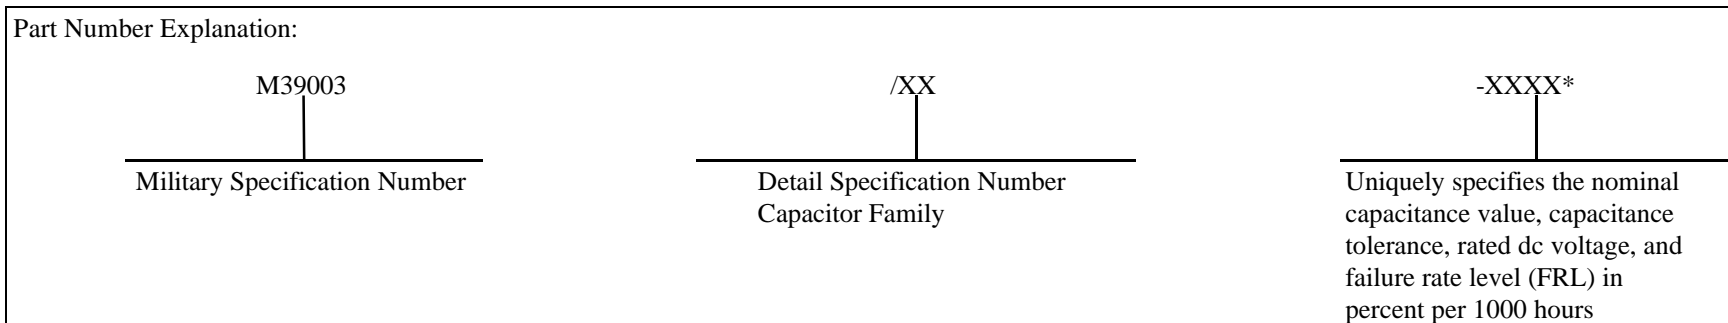 Part Number Explanation:
M39003
/XX
-XXXX*
Military Specification Number
Detail Specification Number
Capacitor Family
Uniquely specifies the nominal
capacitance value, capacitance
tolerance, rated dc voltage, and
failure rate level (FRL) in
percent per 1000 hours